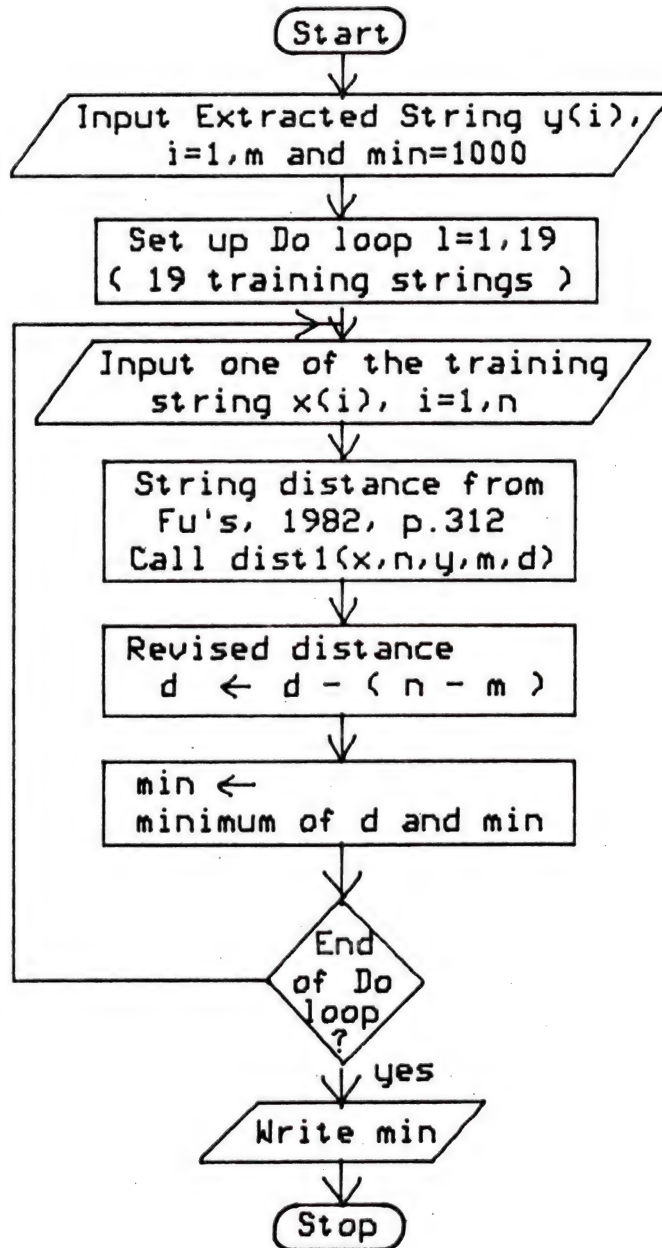 Start
Input Extracted String y(i),
i=1,m and min=1000
Set up Do loop l=1,19
( 19 training strings )
Input one of the training
string x(i), i=1,n
String distance from
Fu's, 1982, p.312
Call dist1(x,n,y,m,d)
Revised distance
d ← d - ( n - m )
min ←
minimum of d and min
End
of Do
loop
?
yes
Write min
Stop